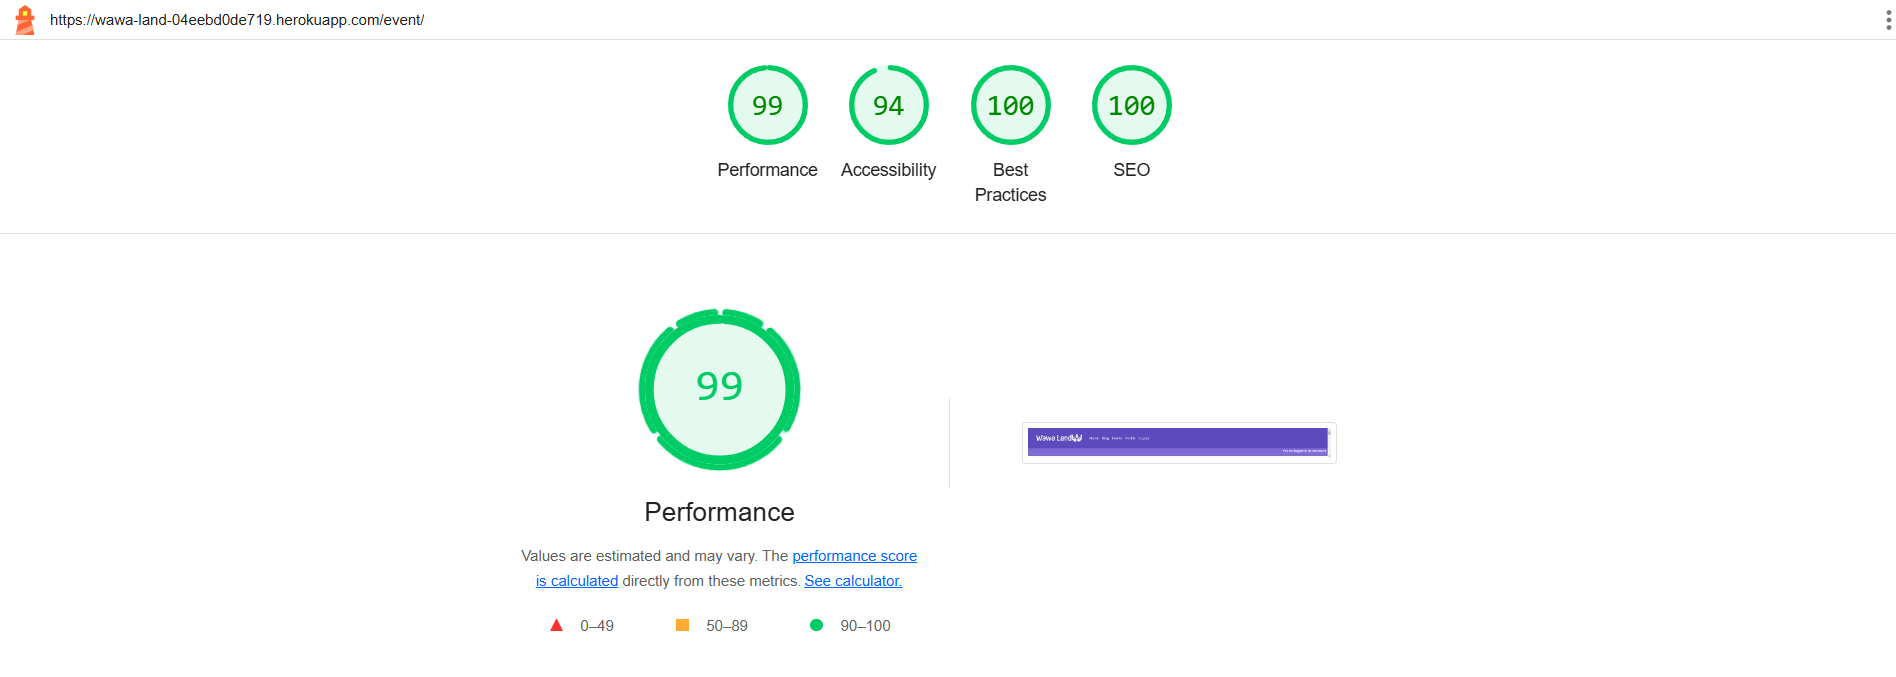 https://wawa-land-04eebd0de719.herokuapp.com/event/
99
94
100
100
Performance
Accessibility
Best
Practices
SEO
99
Wawa Land
Performance
Values are estimated and may vary. The performance score
is calculated directly from these metrics. See calculator.
0–49
50–89
90–100